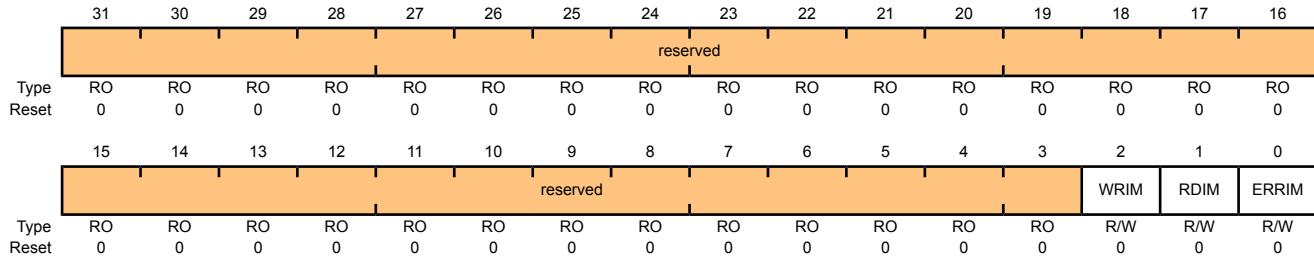 31 30 29 28 27 26 25 24 23 22 21 20 19 18 17 16
reserved
Type RO RO RO RO RO RO RO RO RO RO RO RO RO RO RO RO
Reset 0 0 0 0 0 0 0 0 0 0 0 0 0 0 0 0
15 14 13 12 11 10 9 8 7 6 5 4 3 2 1 0
reserved WRIM RDIM ERRIM
Type RO RO RO RO RO RO RO RO RO RO RO RO RO R/W R/W R/W
Reset 0 0 0 0 0 0 0 0 0 0 0 0 0 0 0 0